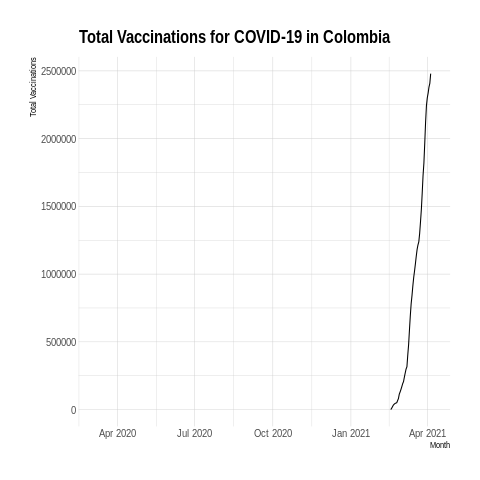 Total Vaccinations for COVID-19 in Colombia
Total Vaccinations
2500000
2000000
1500000
1000000
500000
0
Apr 2020 Jul 2020 Oct 2020 Jan 2021 Apr 2021
Month